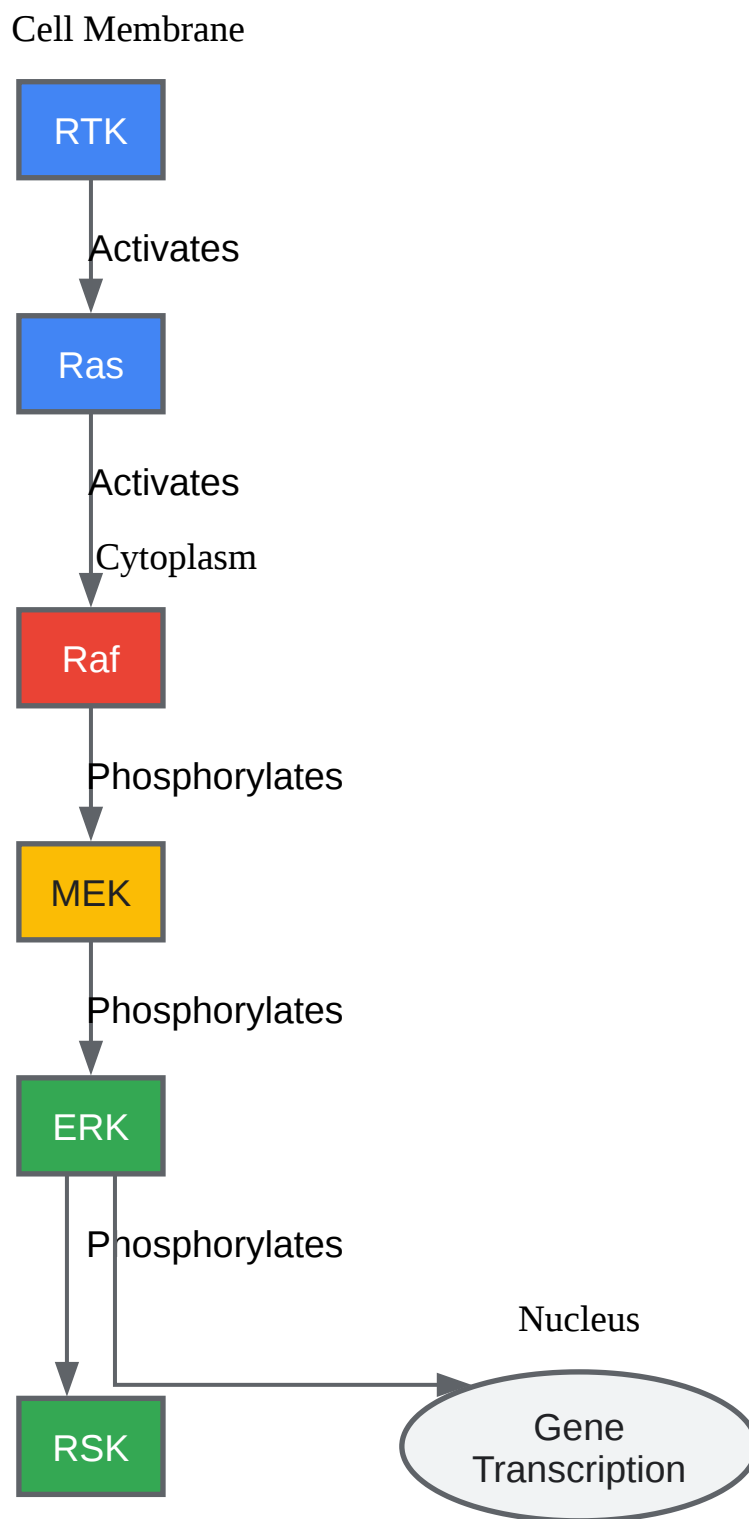 Cell Membrane
RTK
Activates
Ras
Activates
Cytoplasm
Raf
Phosphorylates
MEK
Phosphorylates
ERK
Phosphorylates
Nucleus
Gene
Transcription
RSK